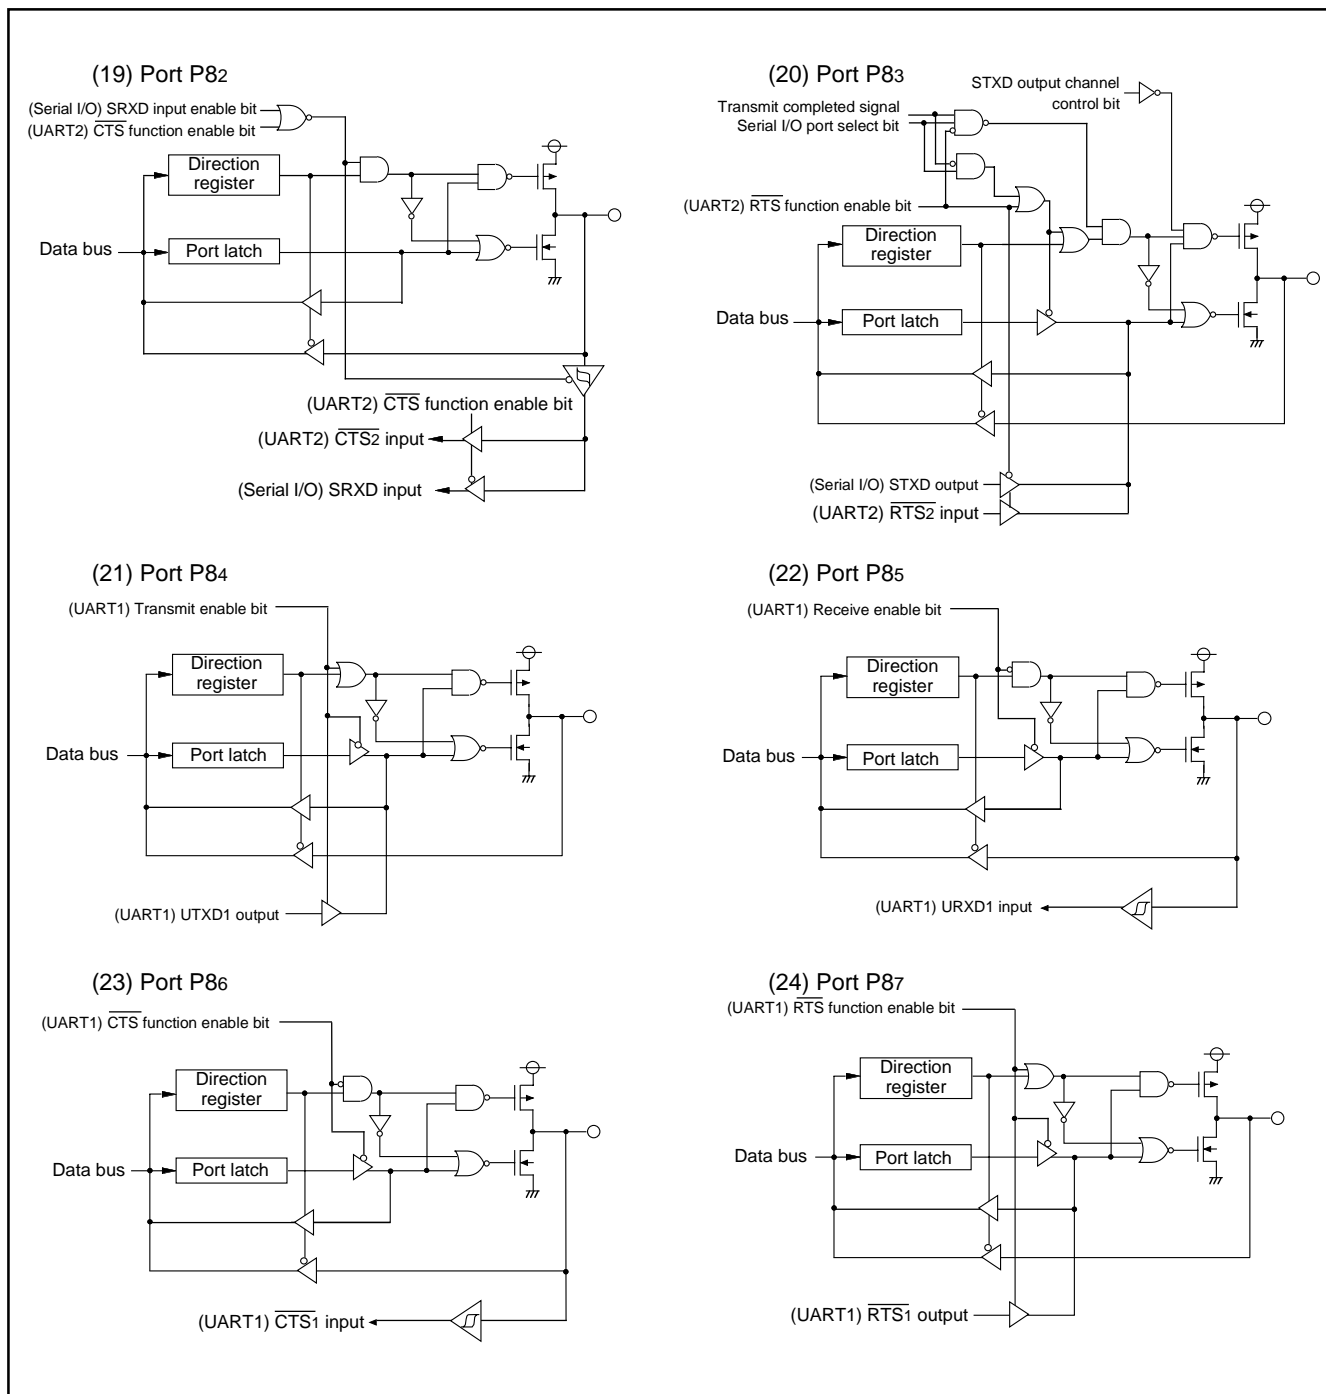 (19) Port P82
(Serial I/O) SRXD input enable bit
(UART2) CTS function enable bit
Direction
register
Data bus
Port latch
(UART2) CTS function enable bit
(UART2) CTS2 input
(Serial I/O) SRXD input
(20) Port P83
STXD output channel
control bit
Transmit completed signal
Serial I/O port select bit
(UART2) RTS function enable bit
Direction
register
Data bus
Port latch
(Serial I/O) STXD output
(UART2) RTS2 input
(21) Port P84
(UART1) Transmit enable bit
Direction
register
Data bus
Port latch
(UART1) UTXD1 output
(22) Port P85
(UART1) Receive enable bit
Direction
register
Data bus
Port latch
(UART1) URXD1 input
(23) Port P86
(UART1) CTS function enable bit
Direction
register
Data bus
Port latch
(UART1) CTS1 input
(24) Port P87
(UART1) RTS function enable bit
Direction
register
Data bus
Port latch
(UART1) RTS1 output